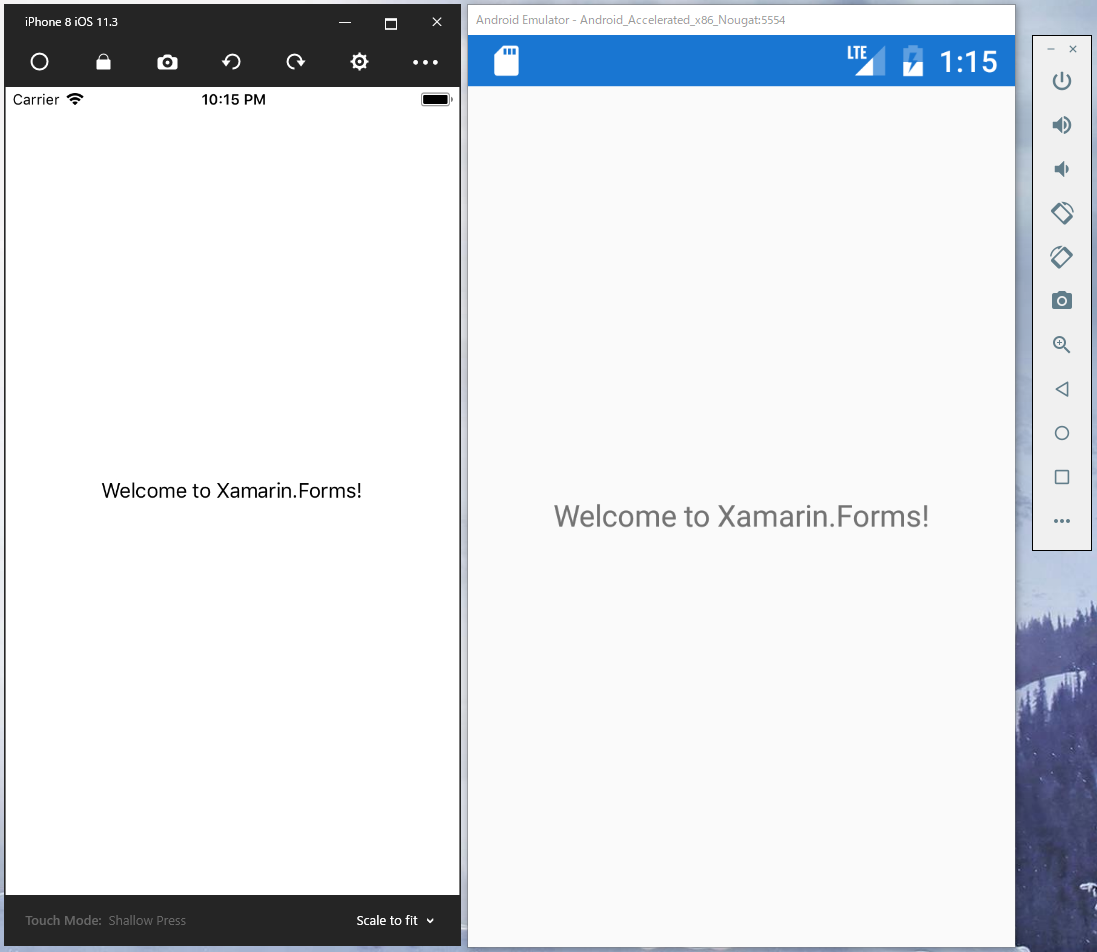 iPhone 8 iOS 11.3
Carrier 10:15 PM
Welcome to Xamarin.Forms!
Touch Mode: Shallow Press Scale to fit
Android Emulator - Android_Accelerated_x86_Nougat:5554
LTE 1:15
Welcome to Xamarin.Forms!